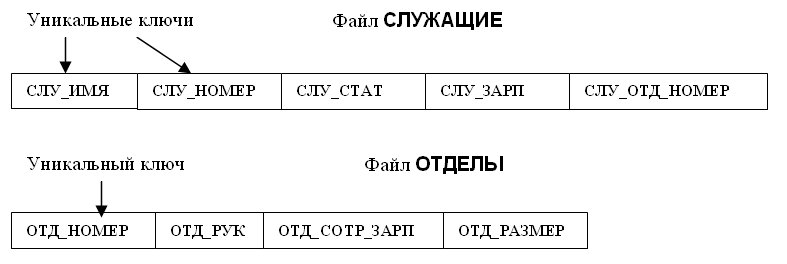 Уникальные ключи Файл СЛУЖАЩИЕ
СЛУ_ИМЯ СЛУ_НОМЕР СЛУ_СТАТ СЛУ_ЗАРП СЛУ_ОТД_НОМЕР
Уникальный ключ Файл ОТДЕЛЫ
ОТД_НОМЕР ОТД_РУК ОТД_СОТР_ЗАРП ОТД_РАЗМЕР